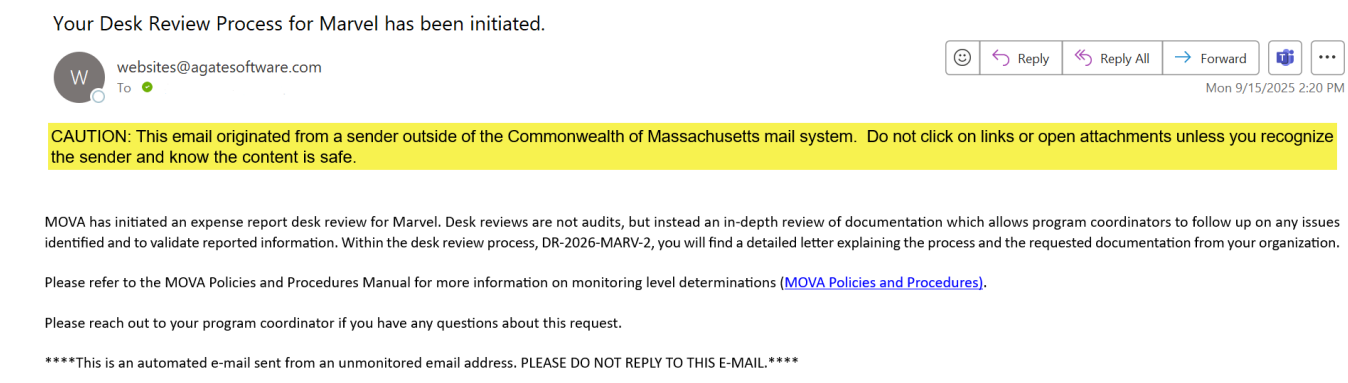 Your Desk Review Process for Marvel has been initiated.
W
websites@agatesoftware.com
To
Reply
Reply All
Forward
Mon 9/15/2025 2:20 PM
CAUTION: This email originated from a sender outside of the Commonwealth of Massachusetts mail system.  Do not click on links or open attachments unless you recognize
the sender and know the content is safe.
MOVA has initiated an expense report desk review for Marvel. Desk reviews are not audits, but instead an in-depth review of documentation which allows program coordinators to follow up on any issues
identified and to validate reported information. Within the desk review process, DR-2026-MARV-2, you will find a detailed letter explaining the process and the requested documentation from your organization.
Please refer to the MOVA Policies and Procedures Manual for more information on monitoring level determinations (MOVA Policies and Procedures).
Please reach out to your program coordinator if you have any questions about this request.
****This is an automated e-mail sent from an unmonitored email address. PLEASE DO NOT REPLY TO THIS E-MAIL.****